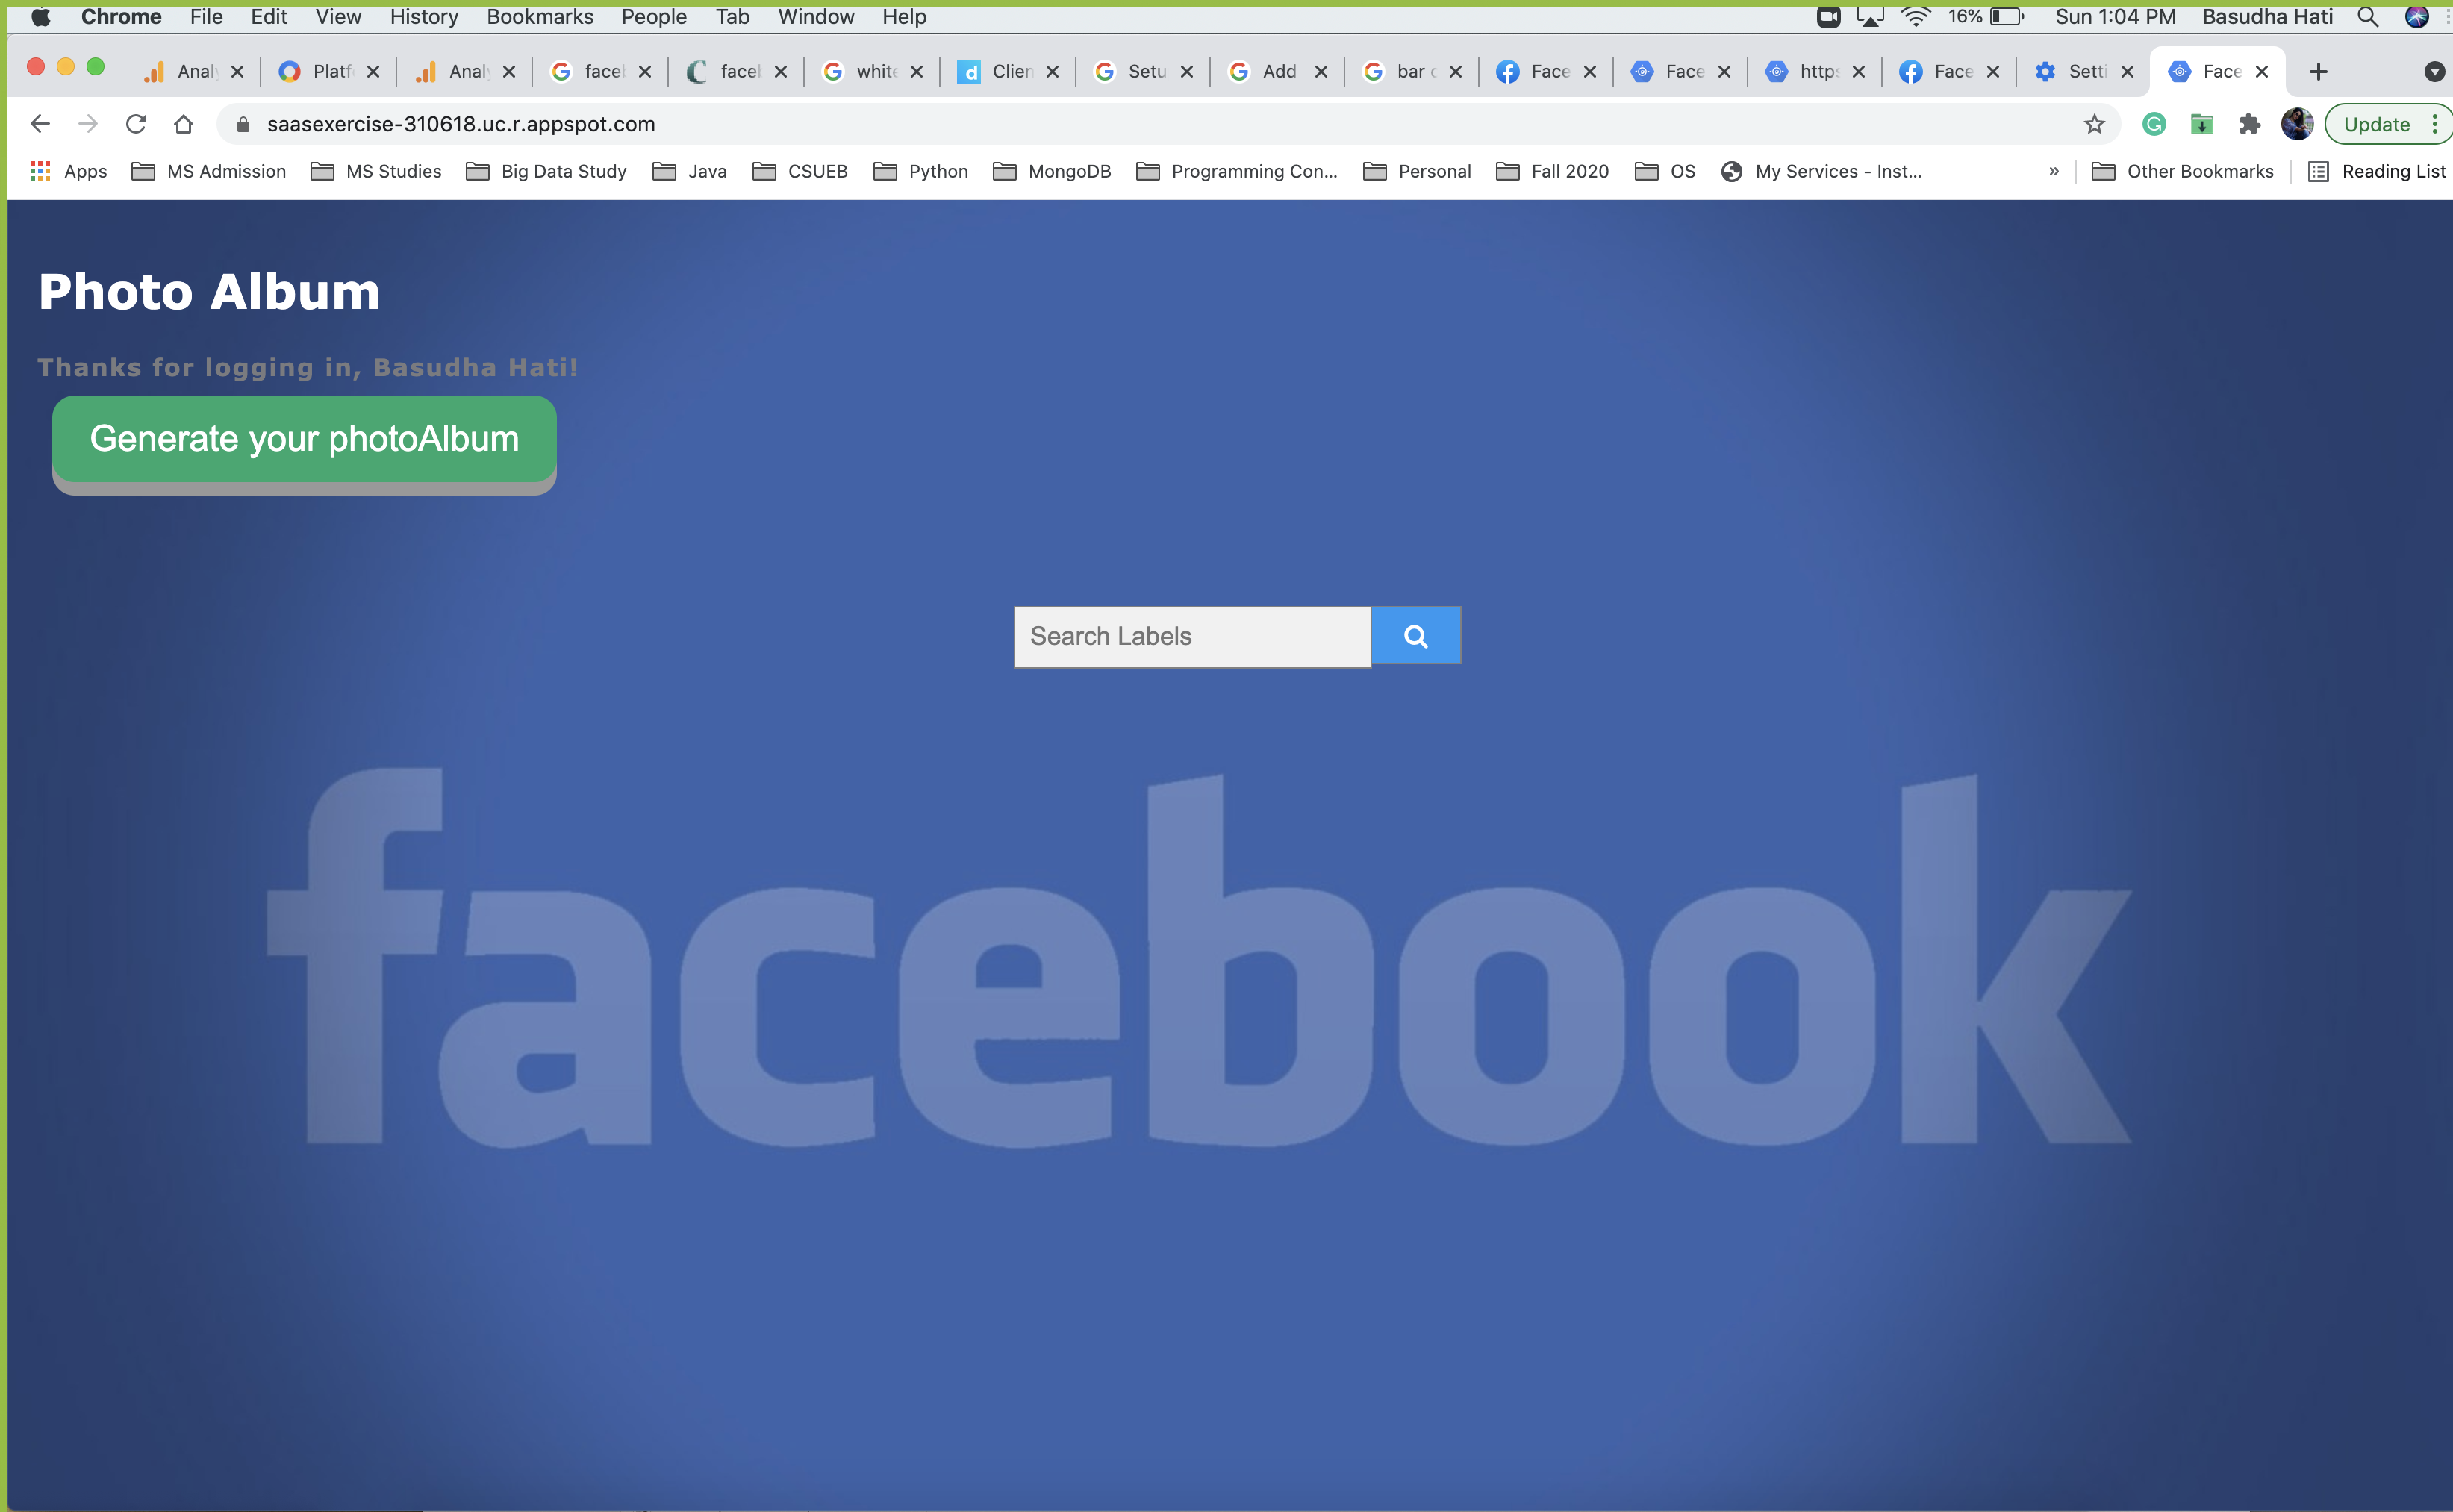 Chrome File Edit View History Bookmarks People Tab Window Help 16% Sun 1:04 PM Basudha Hati
Analy Platf Analy faceb faceb white Clien Setu Add bar c Face Face https Face Setti Face
saasexercise-310618.uc.r.appspot.com Update
Apps MS Admission MS Studies Big Data Study Java CSUEB Python MongoDB Programming Con... Personal Fall 2020 OS My Services - Inst... » Other Bookmarks Reading List
Photo Album
Thanks for logging in, Basudha Hati!
Generate your photoAlbum
Search Labels
facebook